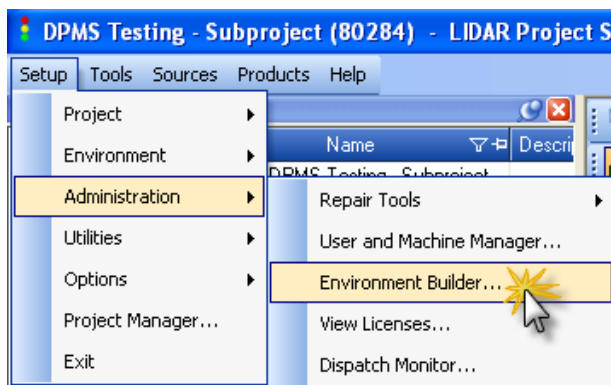 DPMS Testing - Subproject (80284) - LIDAR Project S
Setup Tools Sources Products Help
Project
Name Descrip
Environment
DPMS Testing - Subproject
Administration
Repair Tools
Utilities
User and Machine Manager...
Options
Environment Builder...
Project Manager...
View Licenses...
Exit
Dispatch Monitor...